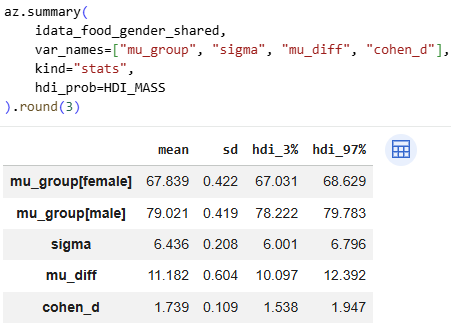 az.summary(
    idata_food_gender_shared,
    var_names=["mu_group", "sigma", "mu_diff", "cohen_d"],
    kind="stats",
    hdi_prob=HDI_MASS
).round(3)
mean sd hdi_3% hdi_97%
mu_group[female] 67.839 0.422 67.031 68.629
mu_group[male] 79.021 0.419 78.222 79.783
sigma 6.436 0.208 6.001 6.796
mu_diff 11.182 0.604 10.097 12.392
cohen_d 1.739 0.109 1.538 1.947